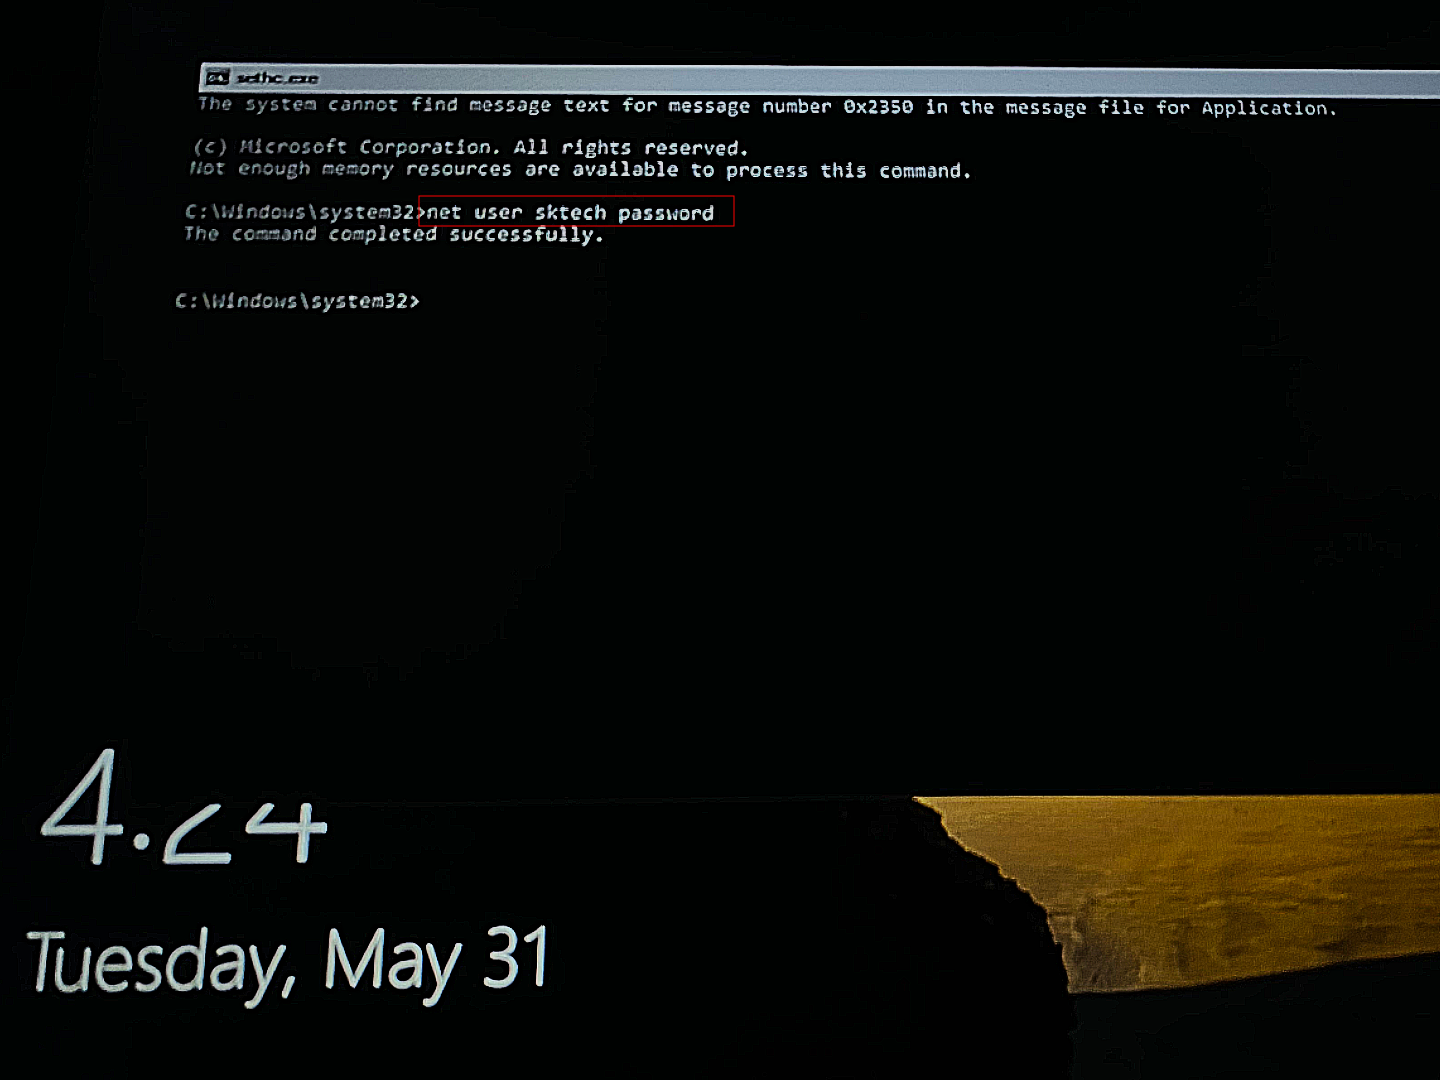 sethc.exe
The system cannot find message text for message number 0x2350 in the message file for Application.
(c) Microsoft Corporation. All rights reserved.
Not enough memory resources are available to process this command.
C:\Windows\system32>net user sktech password
The command completed successfully.
C:\Windows\system32>
4.24
Tuesday, May 31